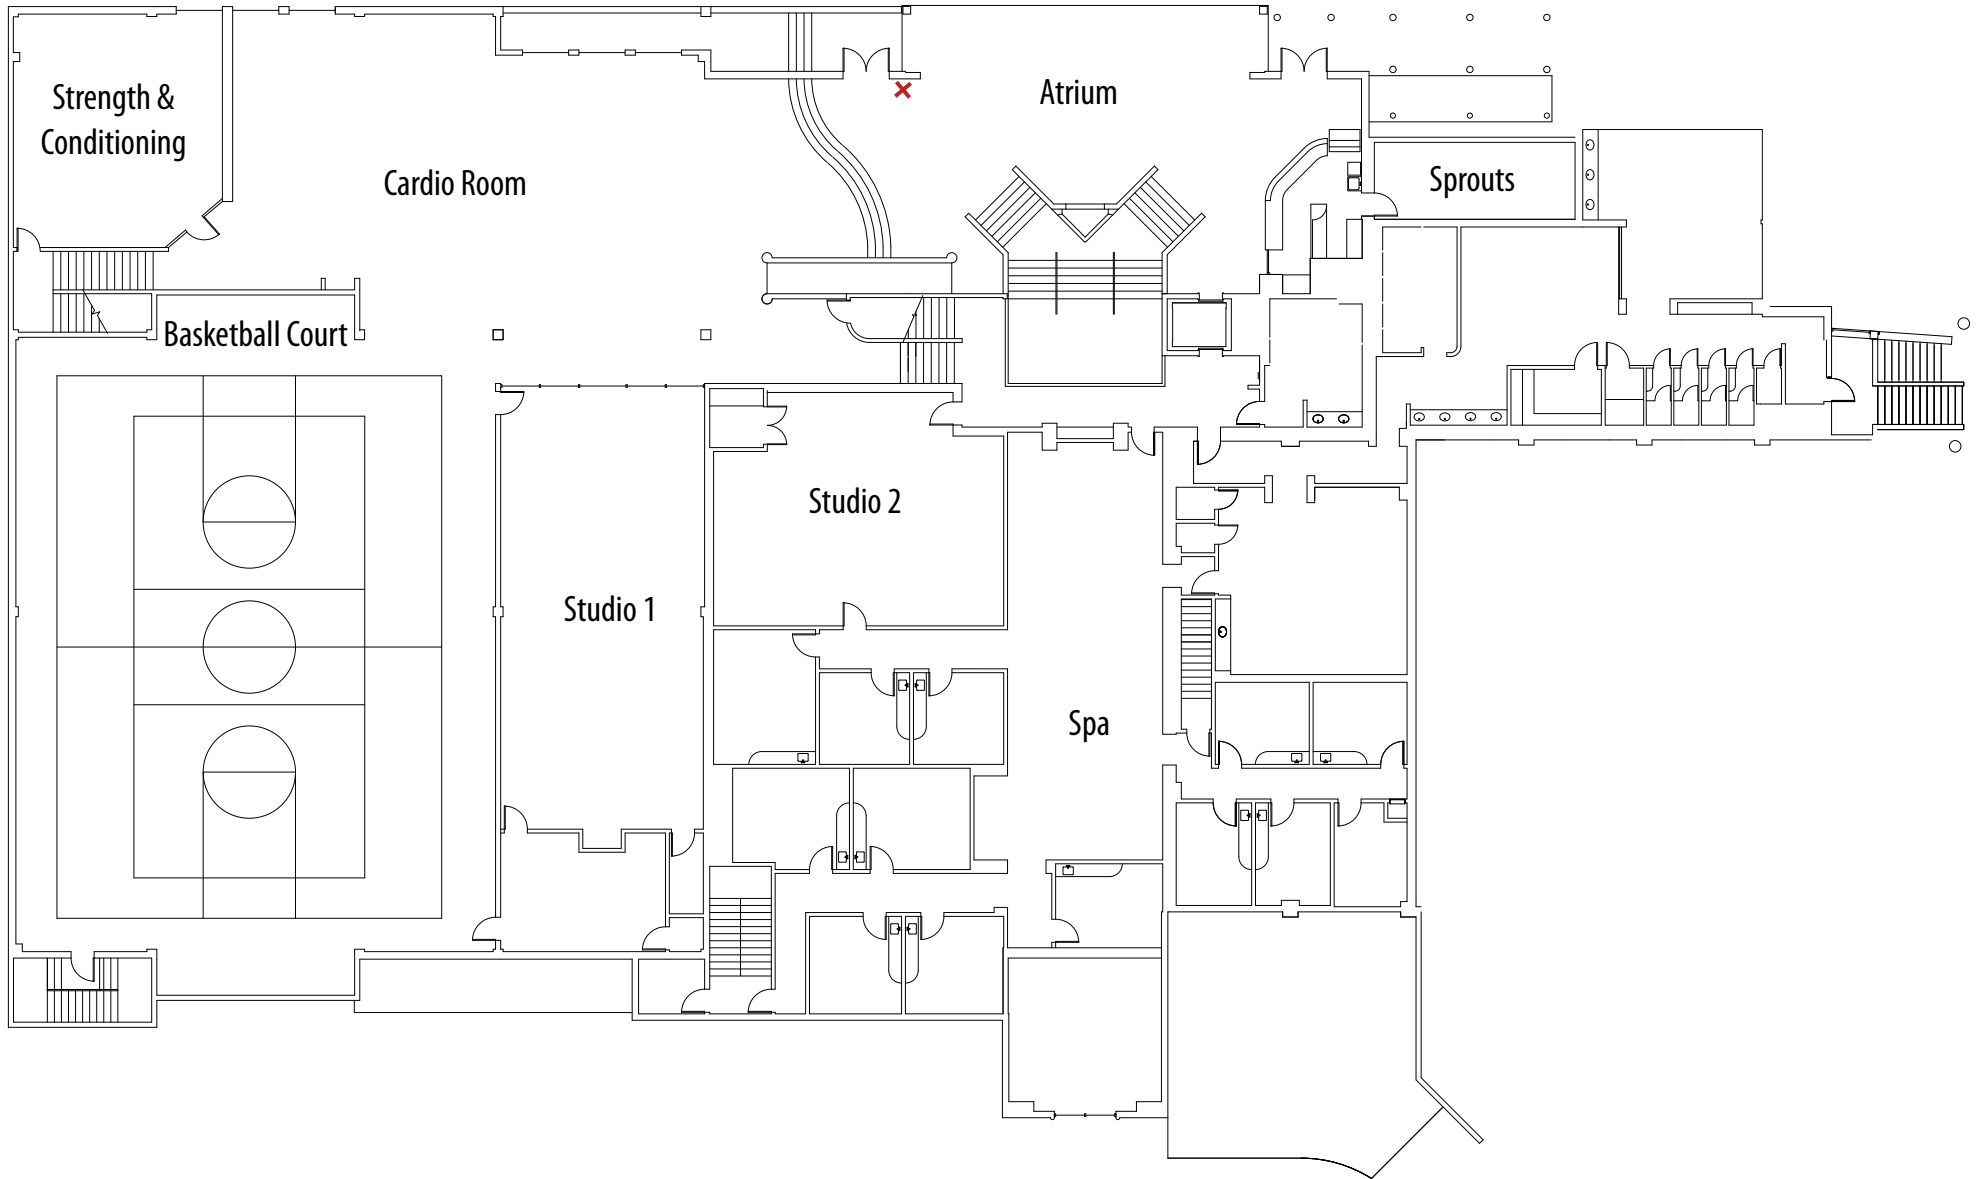 Strength &
Conditioning
Cardio Room
Atrium
Sprouts
Basketball Court
Studio 2
Studio 1
Spa